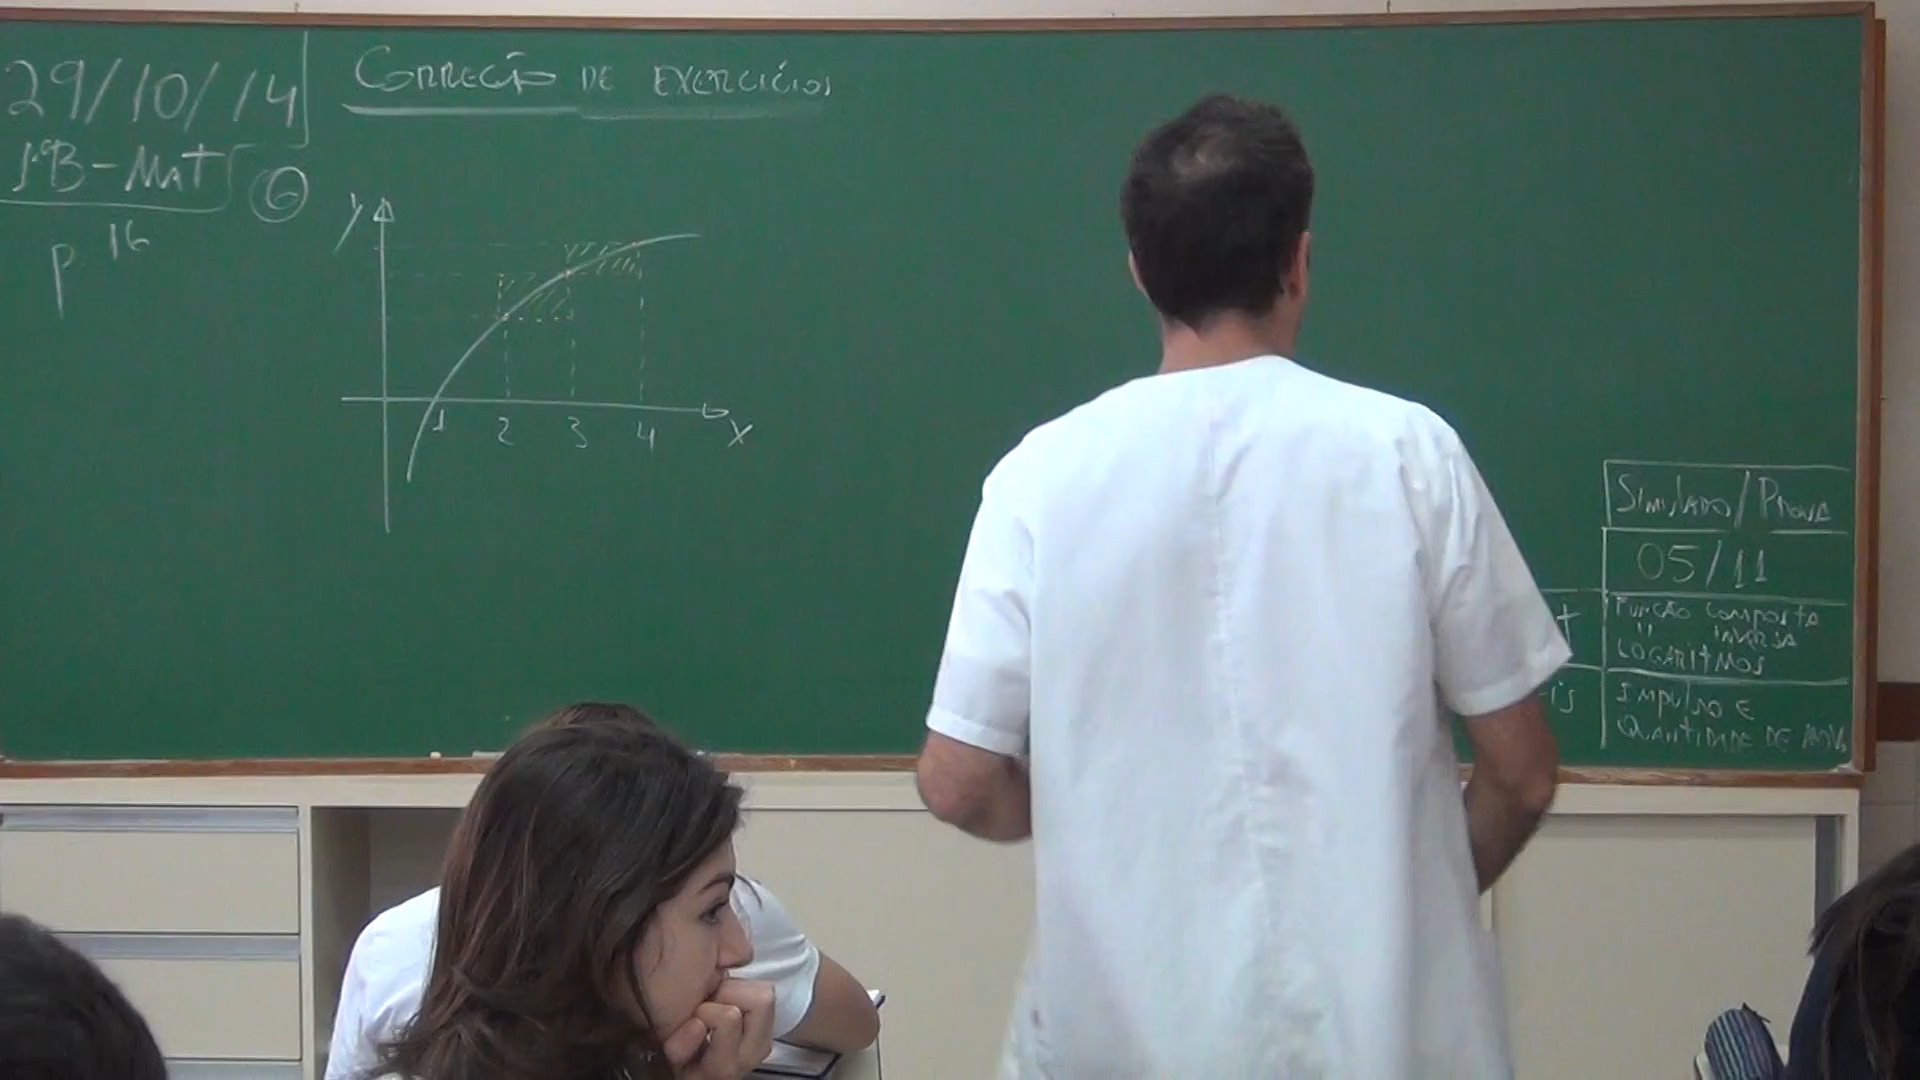 29/10/14
1ºB-Mat
p. 16
Correção de exercícios
6
y
1 2 3 4
x
Simulado/Prova
05/11
t
Função composta
" inversa
Logaritmos
is
Impulso e
quantidade de mov.